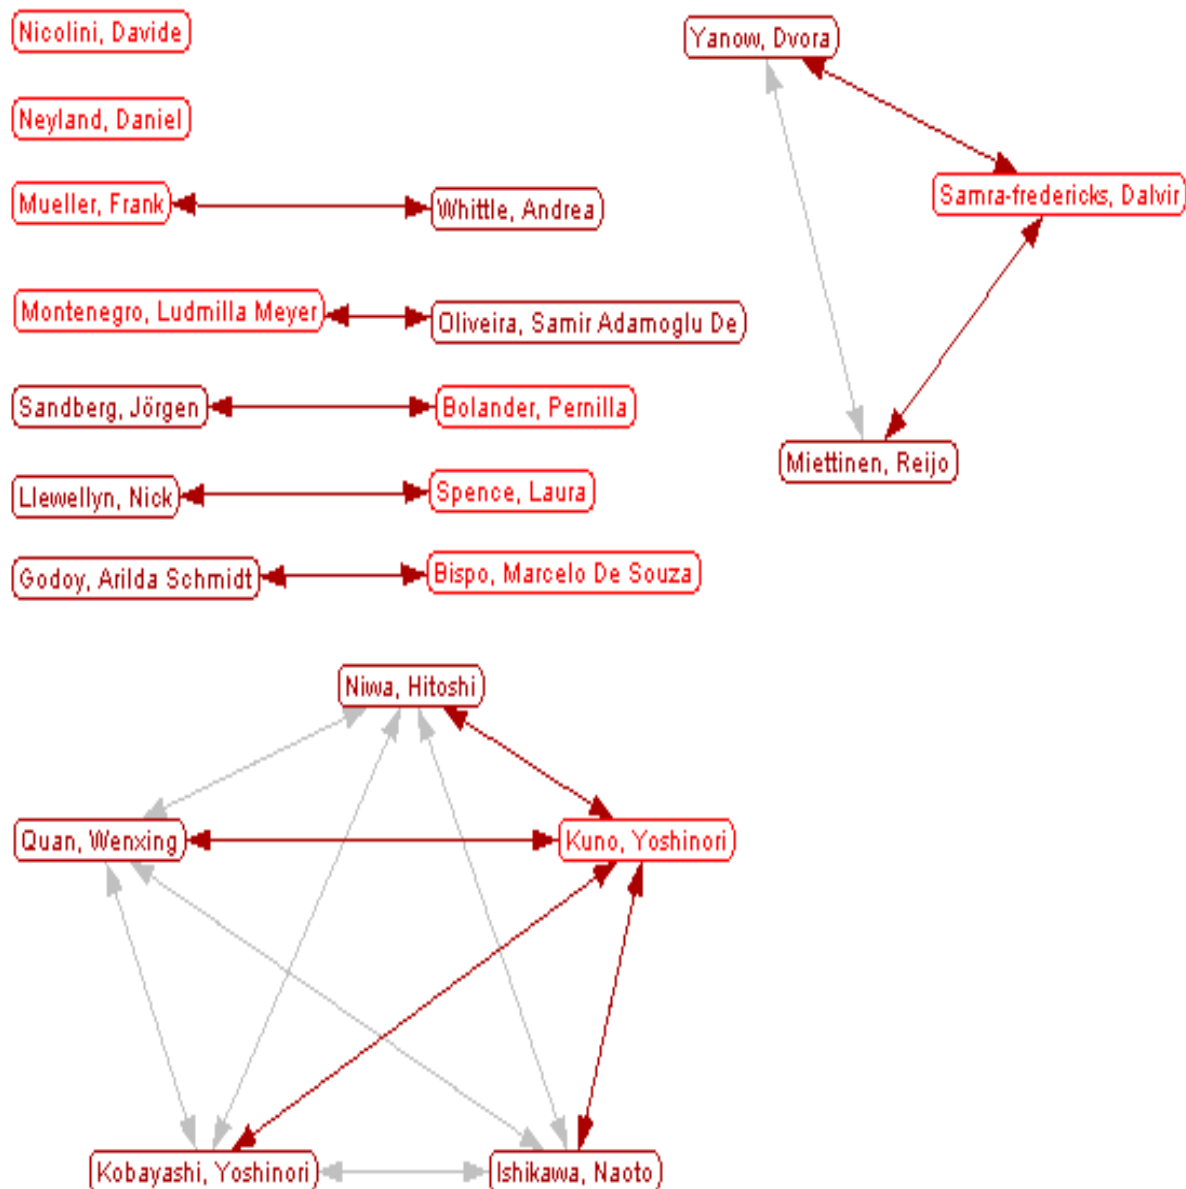 Nicolini, Davide
Yanow, Dvora
Neyland, Daniel
Mueller, Frank
Whittle, Andrea
Samra-fredericks, Dalvir
Montenegro, Ludmilla Meyer
Oliveira, Samir Adamoglu De
Sandberg, Jörgen
Bolander, Pernilla
Miettinen, Reijo
Llewellyn, Nick
Spence, Laura
Godoy, Arilda Schmidt
Bispo, Marcelo De Souza
Niwa, Hitoshi
Quan, Wenxing
Kuno, Yoshinori
Kobayashi, Yoshinori
Ishikawa, Naoto